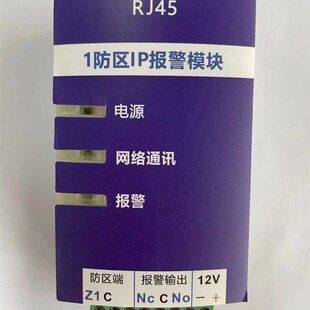 RJ45
1防区IP报警模块
电源
网络通讯
报警
防区端 报警输出 12V
Z1 C Nc C No − +